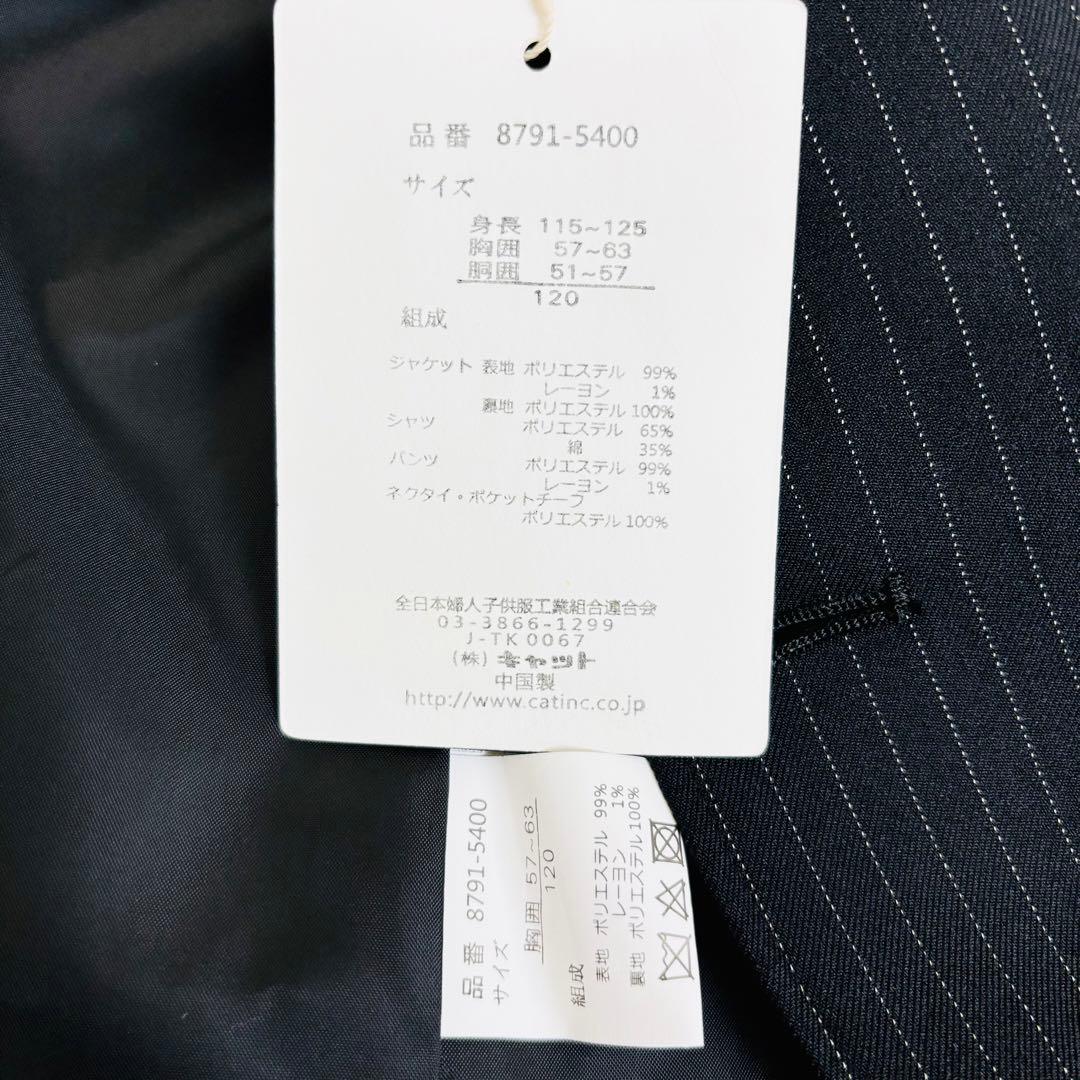 品番 8791-5400
サイズ
身長 115~125
胸囲 57~63
胴囲 51~57
120
組成
ジャケット 表地 ポリエステル 99%
レーヨン 1%
裏地 ポリエステル 100%
シャツ ポリエステル 65%
綿 35%
パンツ ポリエステル 99%
レーヨン 1%
ネクタイ・ポケットチーフ
ポリエステル 100%
全日本婦人子供服工業組合連合会
03-3866-1299
J-TK0067
(株) キャット
中国製
http://www.catinc.co.jp
品番 8791-5400
サイズ
胸囲 57~63
120
組成
表地 ポリエステル 99%
レーヨン 1%
裏地 ポリエステル 100%